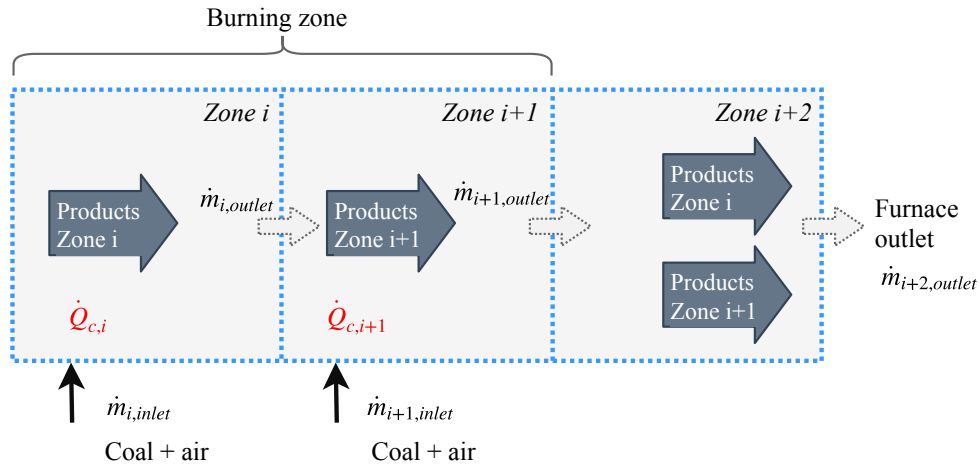 Burning zone
Zone i
Zone i+1
Zone i+2
Products
Zone i
ṁi,outlet
Products
Zone i+1
ṁi+1,outlet
Products
Zone i
Products
Zone i+1
Furnace
outlet
ṁi+2,outlet
Q̇c,i
Q̇c,i+1
ṁi,inlet
Coal + air
ṁi+1,inlet
Coal + air